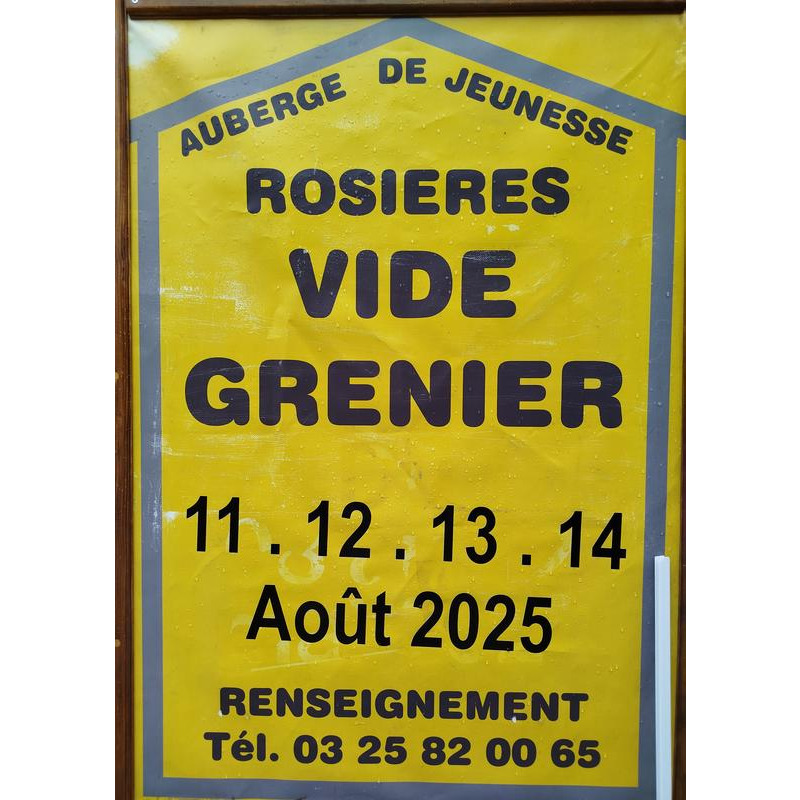 AUBERGE DE JEUNESSE
ROSIERES
VIDE
GRENIER
11 . 12 . 13 . 14
Août 2025
RENSEIGNEMENT
Tél. 03 25 82 00 65